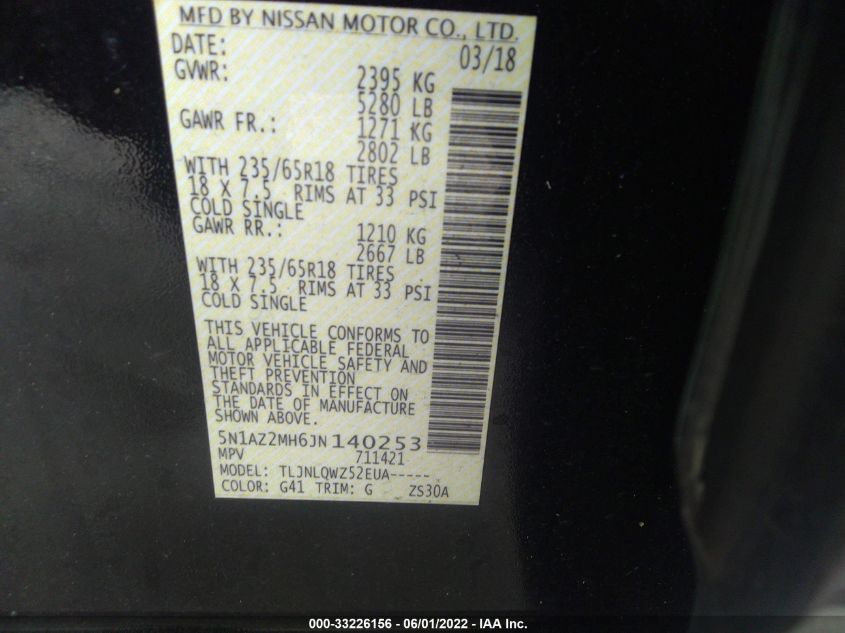 MFD BY NISSAN MOTOR CO., LTD.
DATE: 03/18
GVWR: 2395 KG
5280 LB
GAWR FR.: 1271 KG
2802 LB
WITH 235/65R18 TIRES
18 X 7.5 RIMS AT 33 PSI
COLD SINGLE
GAWR RR.: 1210 KG
2667 LB
WITH 235/65R18 TIRES
18 X 7.5 RIMS AT 33 PSI
COLD SINGLE
THIS VEHICLE CONFORMS TO
ALL APPLICABLE FEDERAL
MOTOR VEHICLE SAFETY AND
THEFT PREVENTION
STANDARDS IN EFFECT ON
THE DATE OF MANUFACTURE
SHOWN ABOVE.
5N1AZ2MH6JN140253
MPV 711421
MODEL: TLJNLQWZ52EUA-----
COLOR: G41 TRIM: G ZS30A
000-33226156 - 06/01/2022 - IAA Inc.